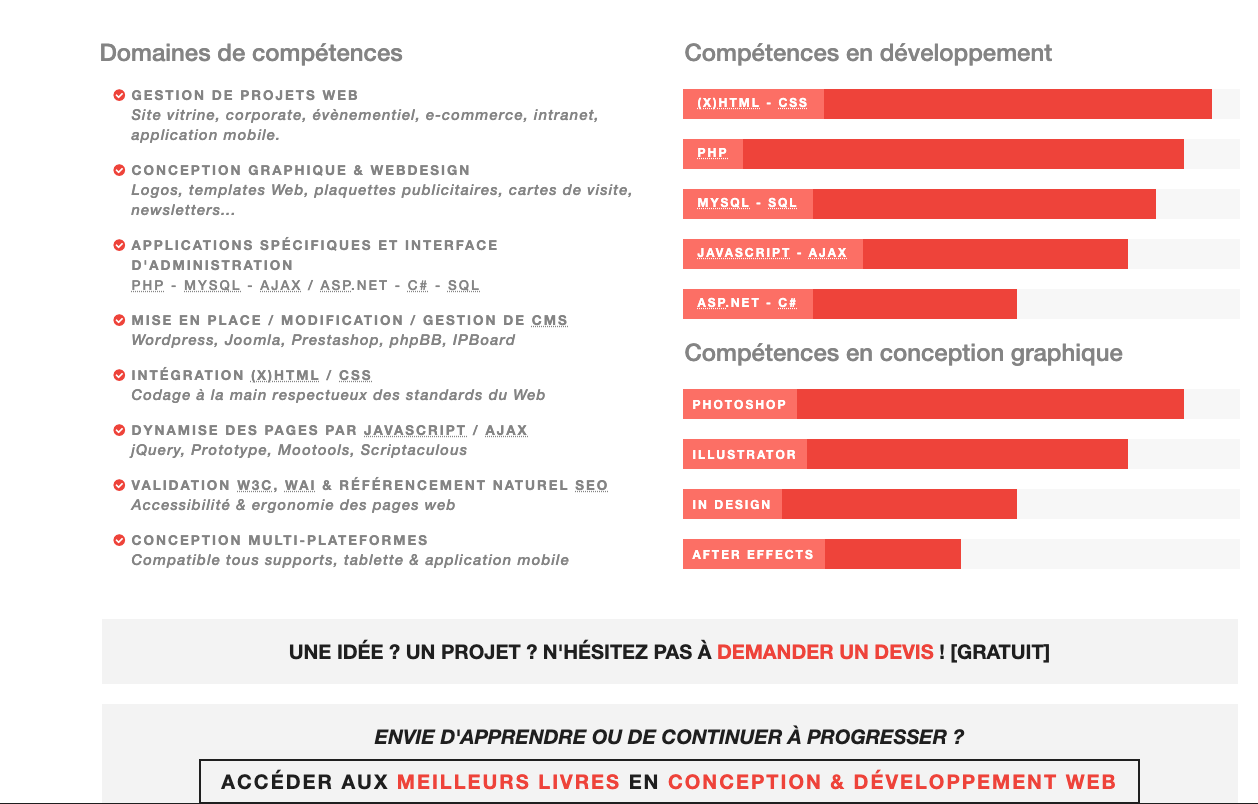 Domaines de compétences
GESTION DE PROJETS WEB
Site vitrine, corporate, évènementiel, e-commerce, intranet,
application mobile.
CONCEPTION GRAPHIQUE & WEBDESIGN
Logos, templates Web, plaquettes publicitaires, cartes de visite,
newsletters...
APPLICATIONS SPÉCIFIQUES ET INTERFACE
D'ADMINISTRATION
PHP - MYSQL - AJAX / ASP.NET - C# - SQL
MISE EN PLACE / MODIFICATION / GESTION DE CMS
Wordpress, Joomla, Prestashop, phpBB, IPBoard
INTÉGRATION (X)HTML / CSS
Codage à la main respectueux des standards du Web
DYNAMISE DES PAGES PAR JAVASCRIPT / AJAX
jQuery, Prototype, Mootools, Scriptaculous
VALIDATION W3C, WAI & RÉFÉRENCEMENT NATUREL SEO
Accessibilité & ergonomie des pages web
CONCEPTION MULTI-PLATEFORMES
Compatible tous supports, tablette & application mobile
Compétences en développement
(X)HTML - CSS
PHP
MYSQL - SQL
JAVASCRIPT - AJAX
ASP.NET - C#
Compétences en conception graphique
PHOTOSHOP
ILLUSTRATOR
IN DESIGN
AFTER EFFECTS
UNE IDÉE ? UN PROJET ? N'HÉSITEZ PAS À DEMANDER UN DEVIS ! [GRATUIT]
ENVIE D'APPRENDRE OU DE CONTINUER À PROGRESSER ?
ACCÉDER AUX MEILLEURS LIVRES EN CONCEPTION & DÉVELOPPEMENT WEB